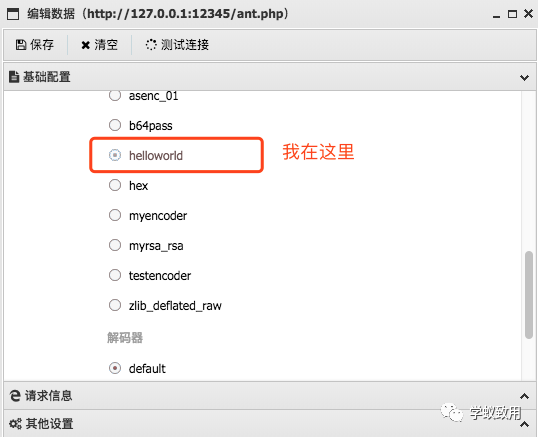 编辑数据（http://127.0.0.1:12345/ant.php）
保存 清空 测试连接
基础配置
asenc_01
b64pass
helloworld 我在这里
hex
myencoder
myrsa_rsa
testencoder
zlib_deflated_raw
解码器
default
请求信息
学蚁致用
其他设置